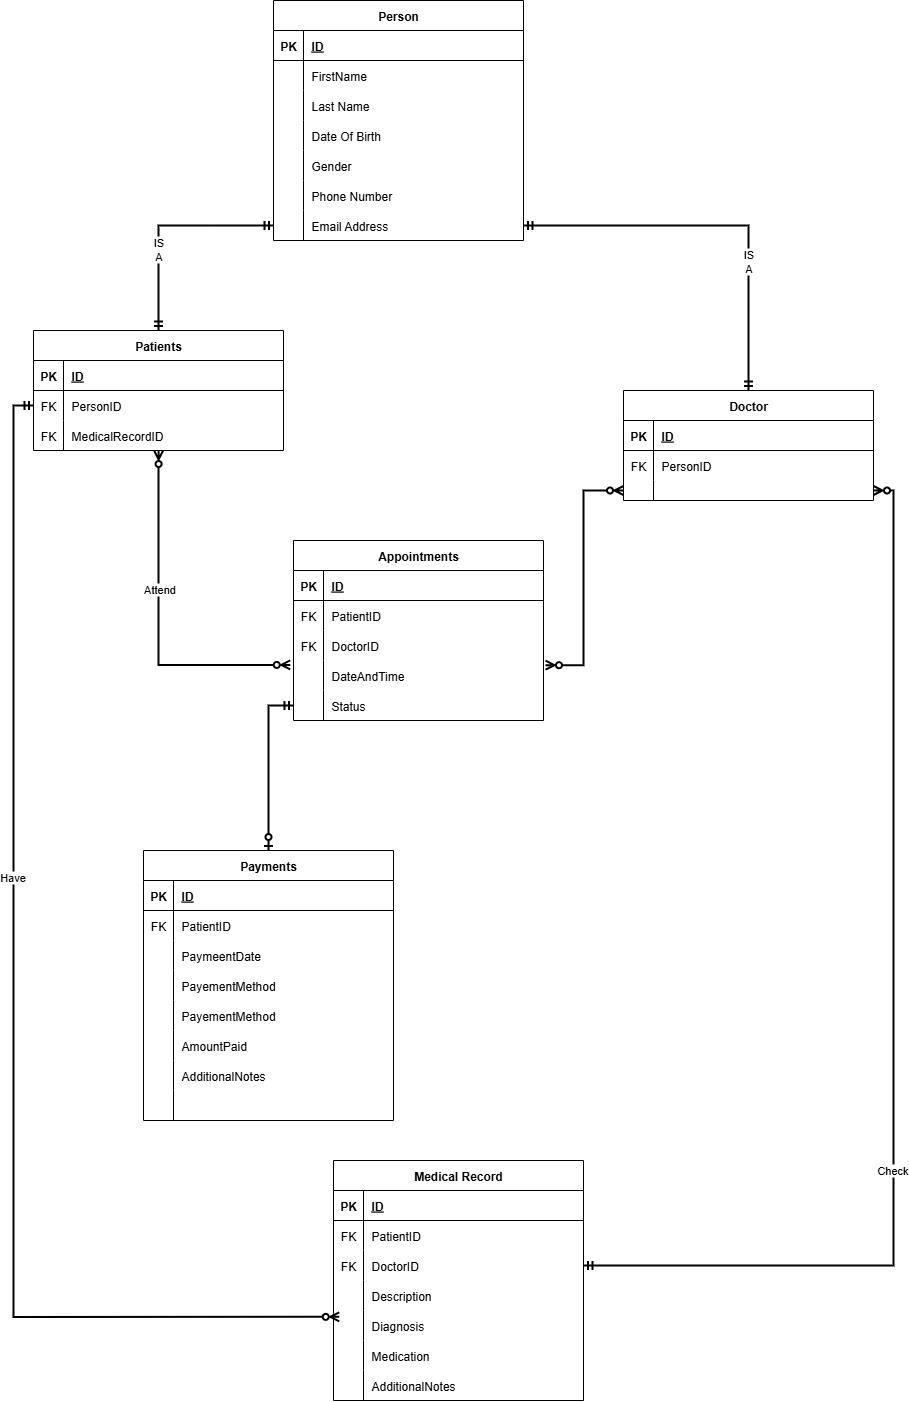 Person
PK ID
FirstName
Last Name
Date Of Birth
Gender
Phone Number
Email Address
IS
A
IS
A
Patients
PK ID
FK PersonID
FK MedicalRecordID
Doctor
PK ID
FK PersonID
Attend
Appointments
PK ID
FK PatientID
FK DoctorID
DateAndTime
Status
Have
Payments
PK ID
FK PatientID
PaymeentDate
PayementMethod
PayementMethod
AmountPaid
AdditionalNotes
Check
Medical Record
PK ID
FK PatientID
FK DoctorID
Description
Diagnosis
Medication
AdditionalNotes